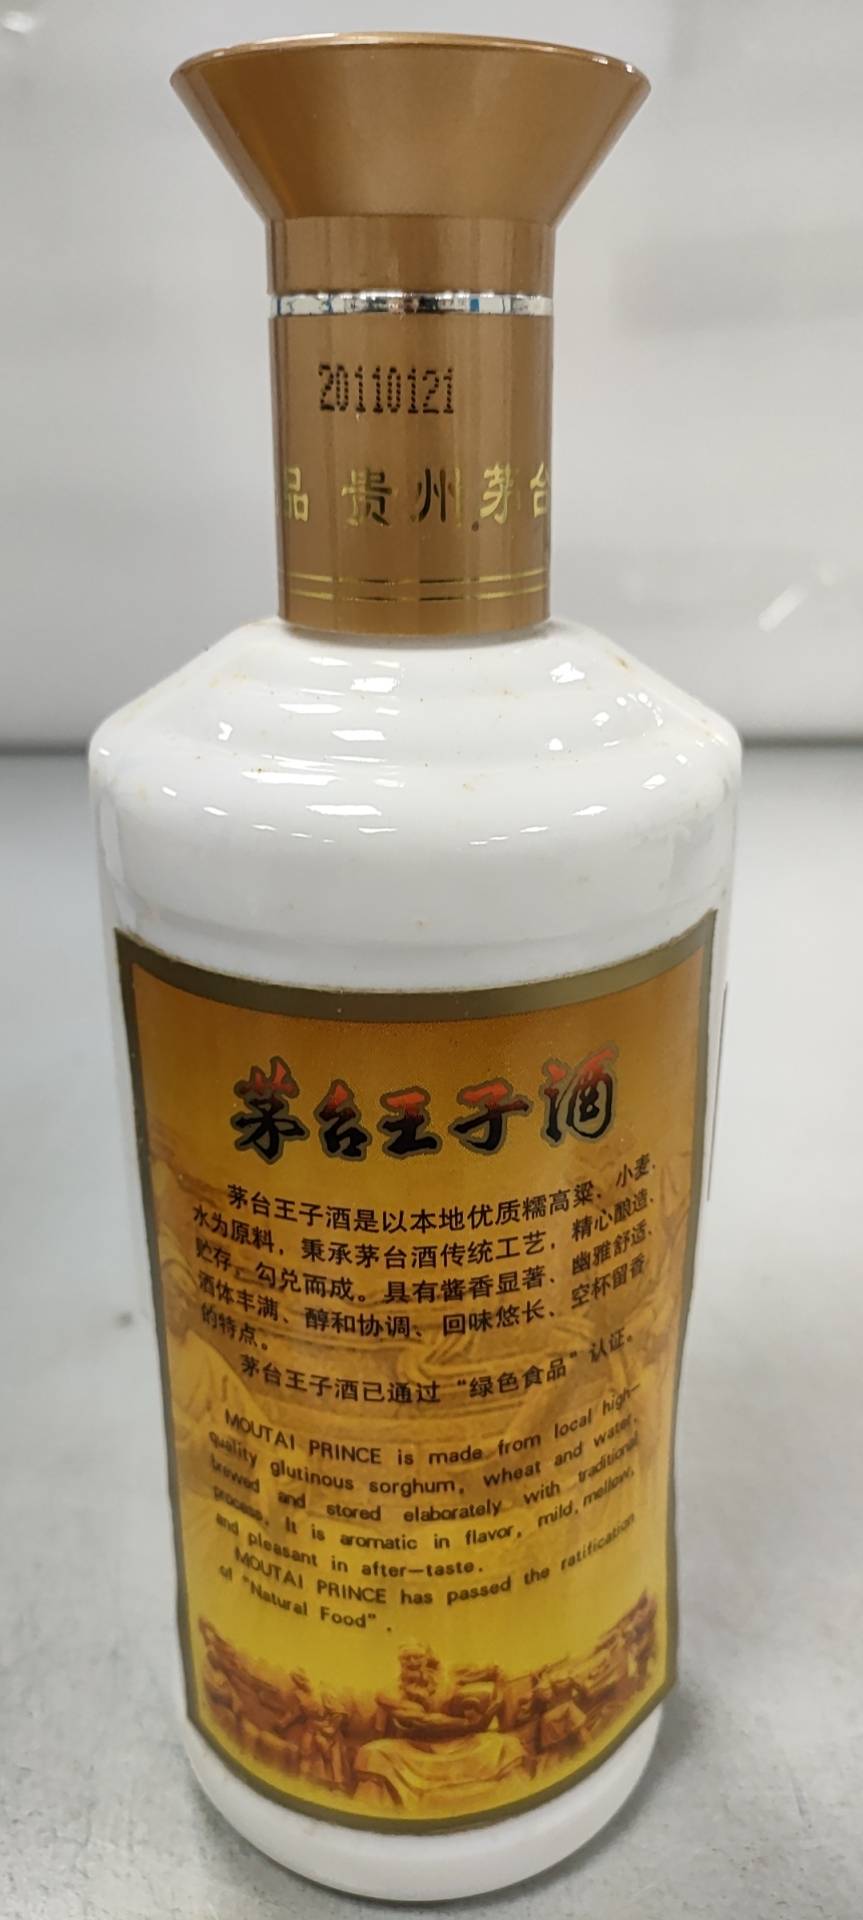 20110121
品 贵州茅台
茅台王子酒
茅台王子酒是以本地优质糯高粱、小麦、
水为原料，秉承茅台酒传统工艺，精心酿造、
贮存、勾兑而成。具有酱香显著、幽雅舒适、
酒体丰满、醇和协调、回味悠长、空杯留香
的特点。
茅台王子酒已通过“绿色食品”认证。
MOUTAI PRINCE is made from local high-
quality glutinous sorghum, wheat and water,
brewed and stored elaborately with traditional
process. It is aromatic in flavor, mild, mellow,
and pleasant in after-taste.
MOUTAI PRINCE has passed the ratification
of "Natural Food".